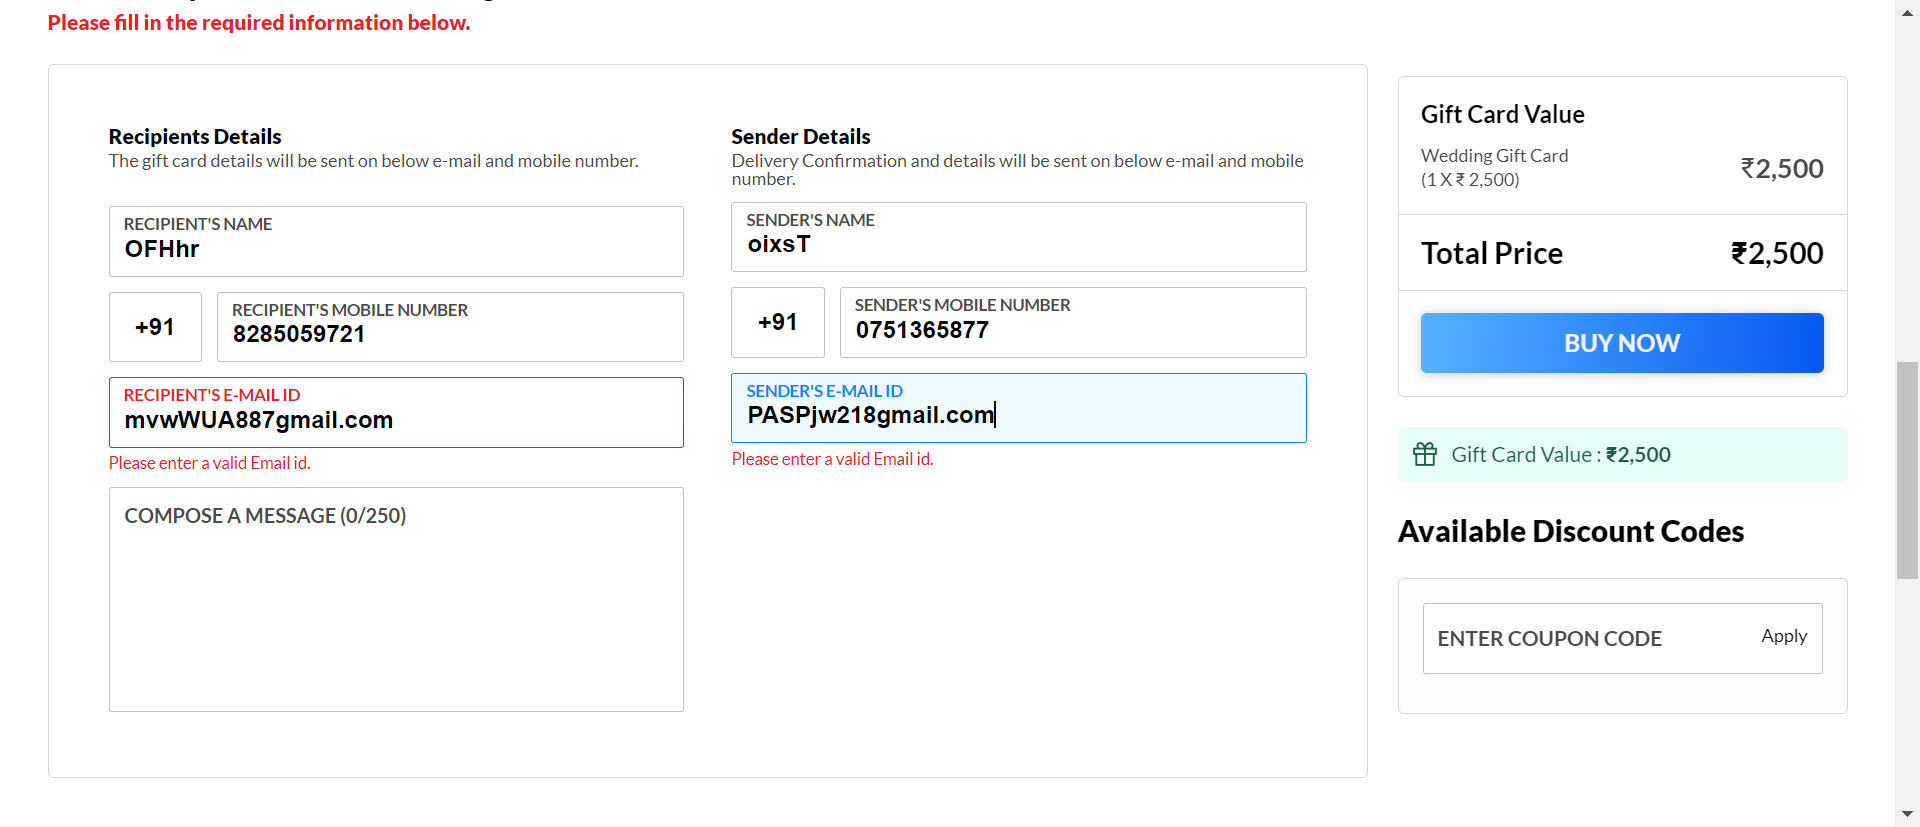 Please fill in the required information below.
Recipients Details
The gift card details will be sent on below e-mail and mobile number.
RECIPIENT'S NAME
OFHhr
+91
RECIPIENT'S MOBILE NUMBER
8285059721
RECIPIENT'S E-MAIL ID
mvwWUA887gmail.com
Please enter a valid Email id.
COMPOSE A MESSAGE (0/250)
Sender Details
Delivery Confirmation and details will be sent on below e-mail and mobile
number.
SENDER'S NAME
oixsT
+91
SENDER'S MOBILE NUMBER
0751365877
SENDER'S E-MAIL ID
PASPjw218gmail.com
Please enter a valid Email id.
Gift Card Value
Wedding Gift Card
(1 X ₹ 2,500)
₹2,500
Total Price
₹2,500
BUY NOW
Gift Card Value : ₹2,500
Available Discount Codes
ENTER COUPON CODE
Apply